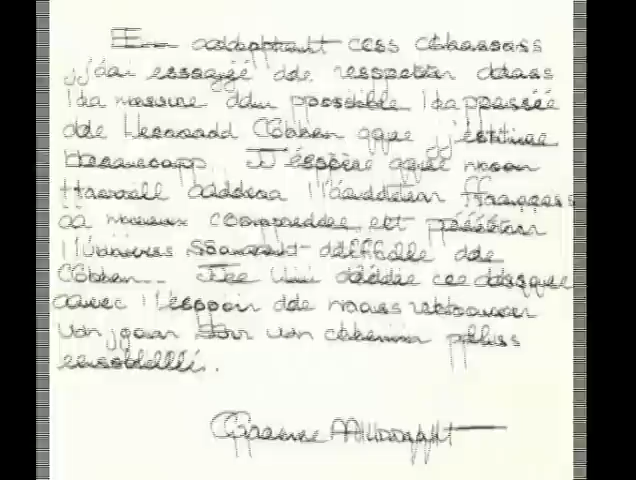 En adaptant ces chansons
j'ai essayé de respecter dans
la mesure du possible la pensée
de Leonard Cohen que j'estime
beaucoup. J'espère que mon
travail aidera l'auditeur français
à mieux comprendre et pénétrer
l'univers souvent difficile de
Cohen. Je lui dédie ce disque
avec l'espoir de nous retrouver
un jour sur un chemin plus
ensoleillé.
Graeme Allwright